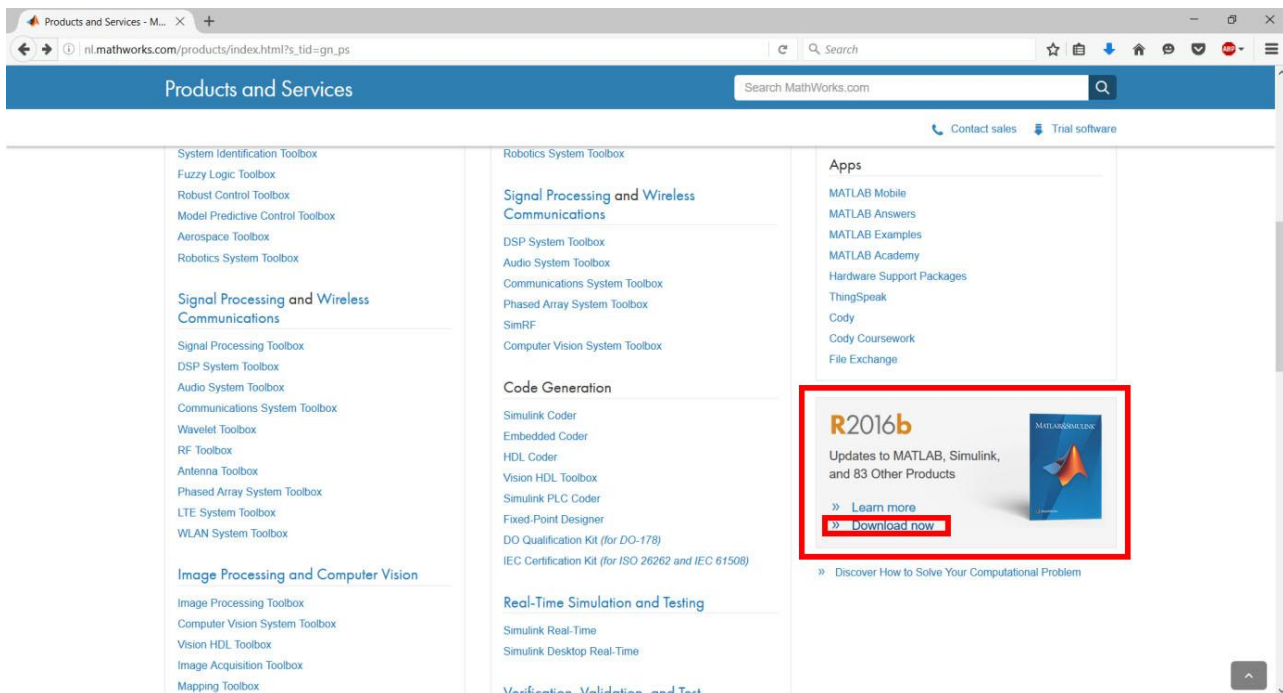 Products and Services - M...
nl.mathworks.com/products/index.html?s_tid=gn_ps
Search
ABP
Products and Services
Search MathWorks.com
Contact sales
Trial software
System Identification Toolbox
Fuzzy Logic Toolbox
Robust Control Toolbox
Model Predictive Control Toolbox
Aerospace Toolbox
Robotics System Toolbox
Signal Processing and Wireless
Communications
Signal Processing Toolbox
DSP System Toolbox
Audio System Toolbox
Communications System Toolbox
Wavelet Toolbox
RF Toolbox
Antenna Toolbox
Phased Array System Toolbox
LTE System Toolbox
WLAN System Toolbox
Image Processing and Computer Vision
Image Processing Toolbox
Computer Vision System Toolbox
Vision HDL Toolbox
Image Acquisition Toolbox
Mapping Toolbox
Robotics System Toolbox
Signal Processing and Wireless
Communications
DSP System Toolbox
Audio System Toolbox
Communications System Toolbox
Phased Array System Toolbox
SimRF
Computer Vision System Toolbox
Code Generation
Simulink Coder
Embedded Coder
HDL Coder
Vision HDL Toolbox
Simulink PLC Coder
Fixed-Point Designer
DO Qualification Kit (for DO-178)
IEC Certification Kit (for ISO 26262 and IEC 61508)
Real-Time Simulation and Testing
Simulink Real-Time
Simulink Desktop Real-Time
Verification, Validation, and Test
Apps
MATLAB Mobile
MATLAB Answers
MATLAB Examples
MATLAB Academy
Hardware Support Packages
ThingSpeak
Cody
Cody Coursework
File Exchange
R2016b
Updates to MATLAB, Simulink,
and 83 Other Products
» Learn more
» Download now
MATLAB&SIMULINK
» Discover How to Solve Your Computational Problem